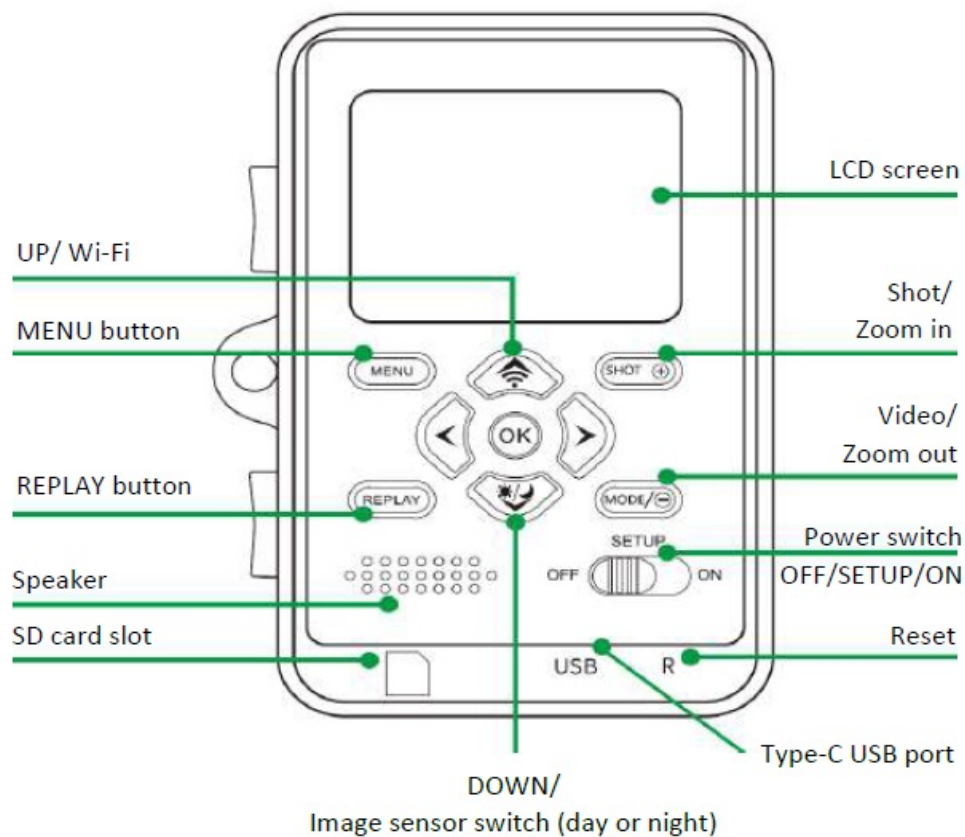 LCD screen
UP/ Wi-Fi
Shot/
Zoom in
MENU button
MENU
SHOT
OK
Video/
Zoom out
REPLAY button
REPLAY
MODE/
SETUP
Power switch
OFF
ON
OFF/SETUP/ON
Speaker
SD card slot
USB
R
Reset
Type-C USB port
DOWN/
Image sensor switch (day or night)